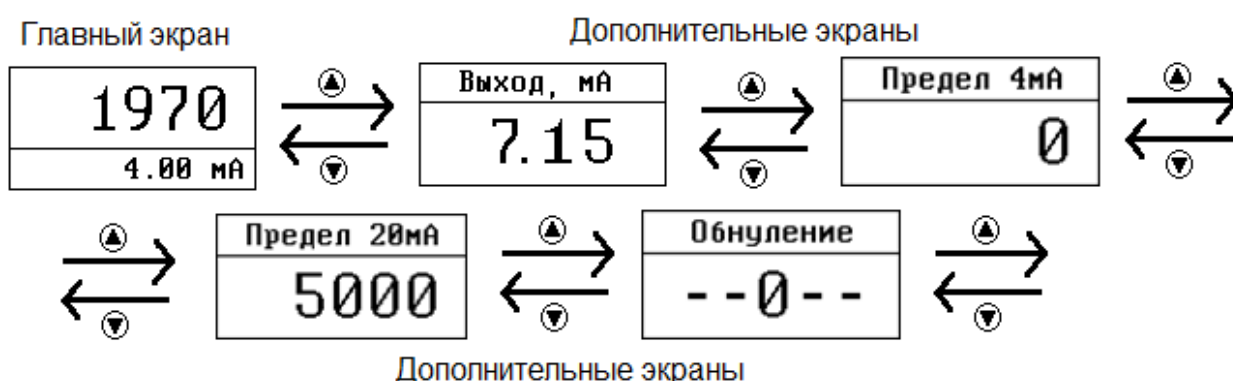 Главный экран
Дополнительные экраны
1970
4.00 мА
Выход, мА
7.15
Предел 4мА
0
Предел 20мА
5000
Обнуление
--0--
Дополнительные экраны